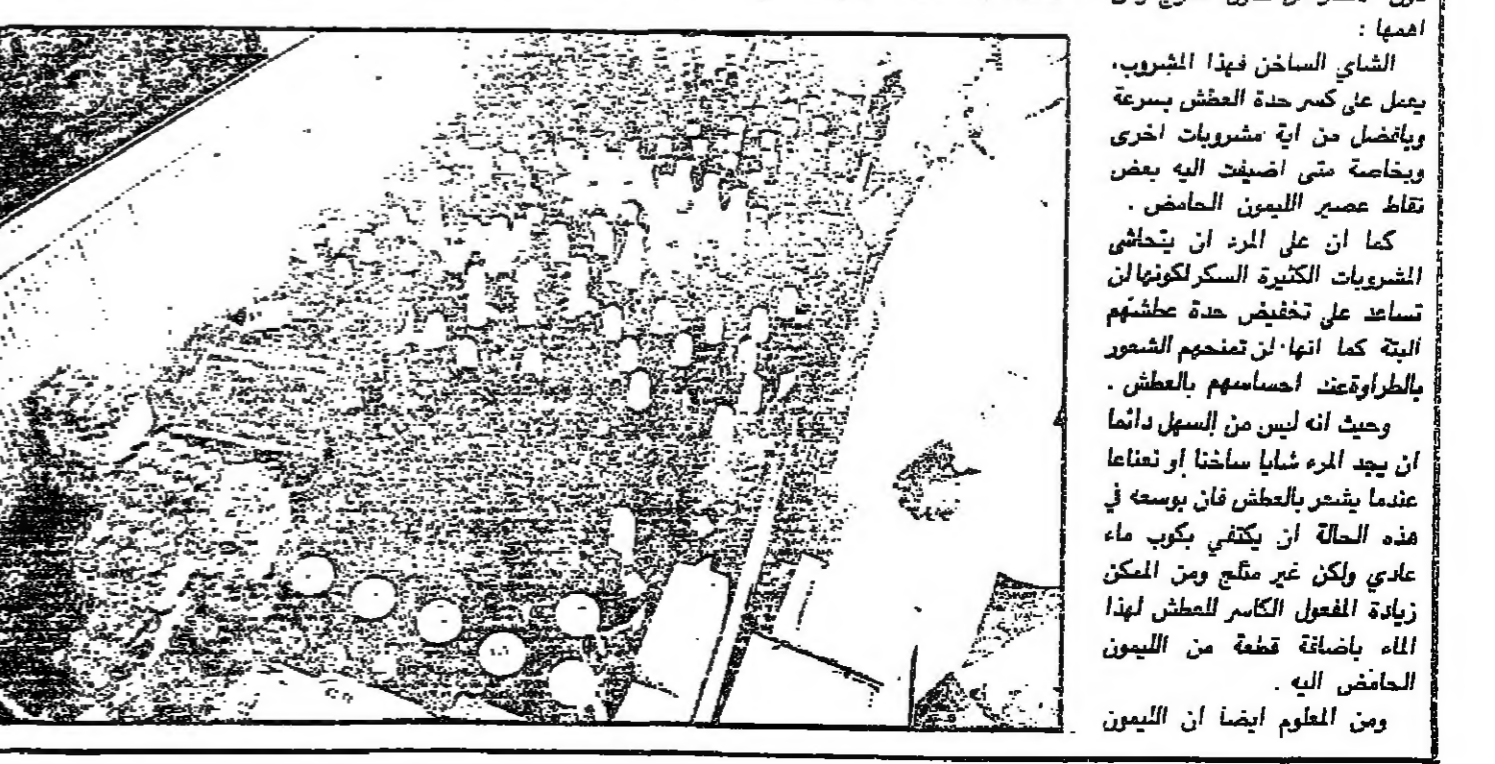 اهمها :
الشاي الساخن فهذا المشروب،
يعمل على كسر حدة العطش بسرعة
وبافضل من اية مشروبات اخرى
وبخاصة متى اضيفت اليه بعض
نقاط عصير الليمون الحامض .
كما ان على المرء ان يتحاشى
المشروبات الكثيرة السكر لكونها لن
تساعد على تخفيض حدة عطشهم
البتة كما انها لن تمنحهم الشعور
بالطراوة عند احساسهم بالعطش .
وحيث انه ليس من السهل دائما
ان يجد المرء شايا ساخنا او نعناعا
عندما يشعر بالعطش فان بوسعه في
هذه الحالة ان يكتفي بكوب ماء
عادي ولكن غير مثلج ومن الممكن
زيادة المفعول الكاسر للعطش لهذا
الماء باضافة قطعة من الليمون
الحامض اليه .
ومن المعلوم ايضا ان الليمون